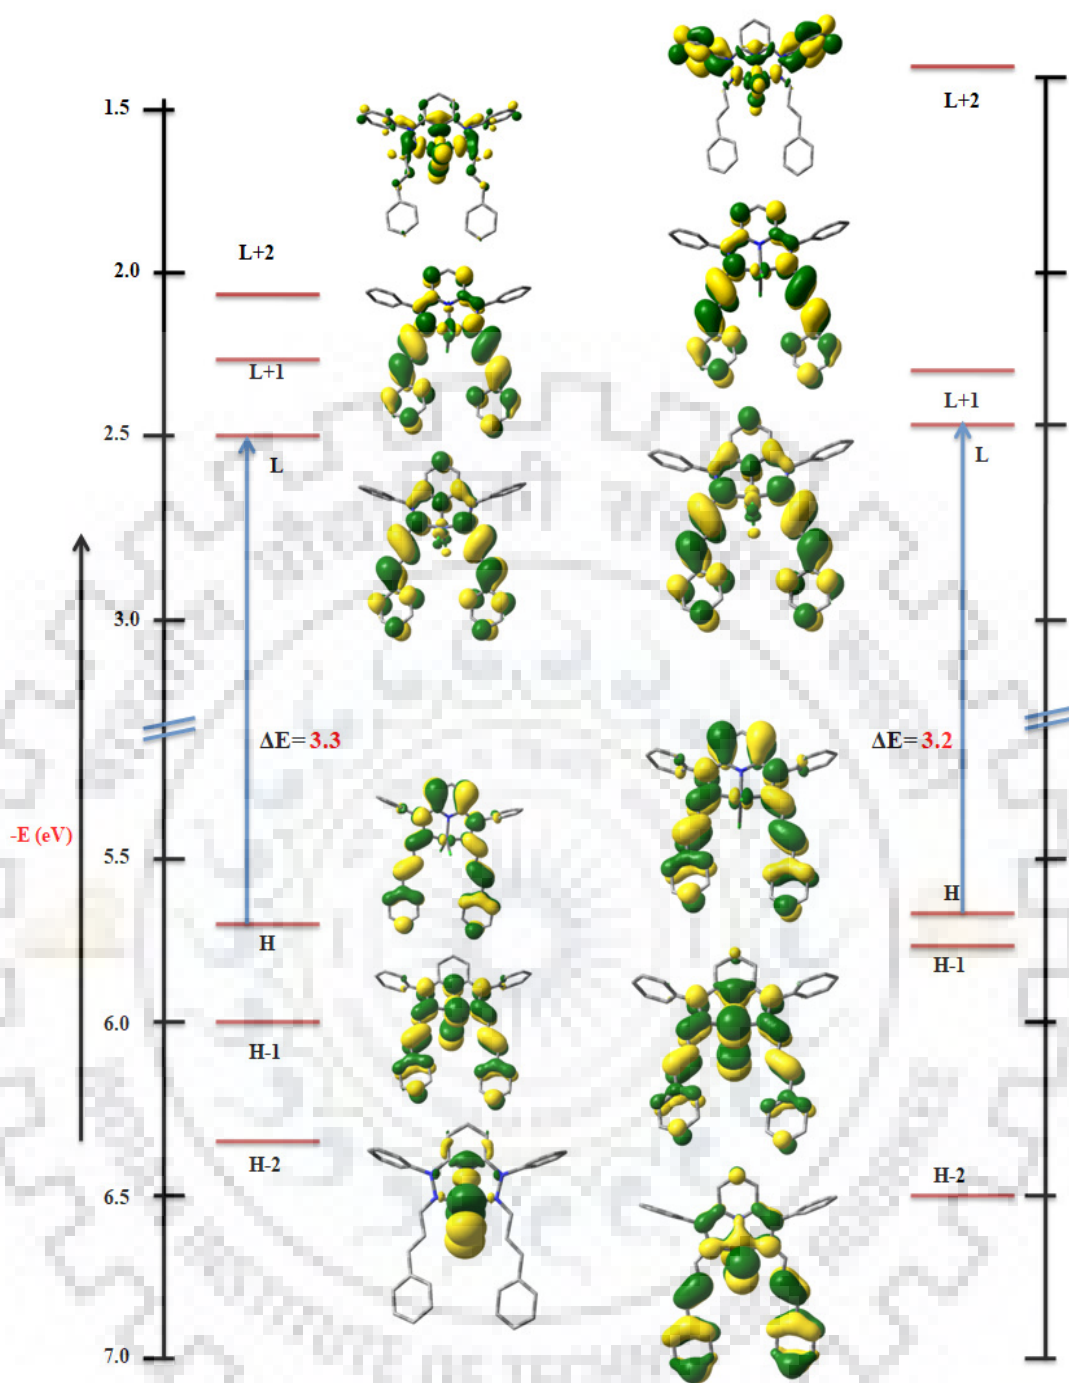 L+2
1.5
L+2
2.0
L+1
L+1
2.5
L
L
3.0
ΔE= 3.3
ΔE= 3.2
-E (eV)
5.5
H
H
H-1
6.0
H-1
H-2
H-2
6.5
7.0